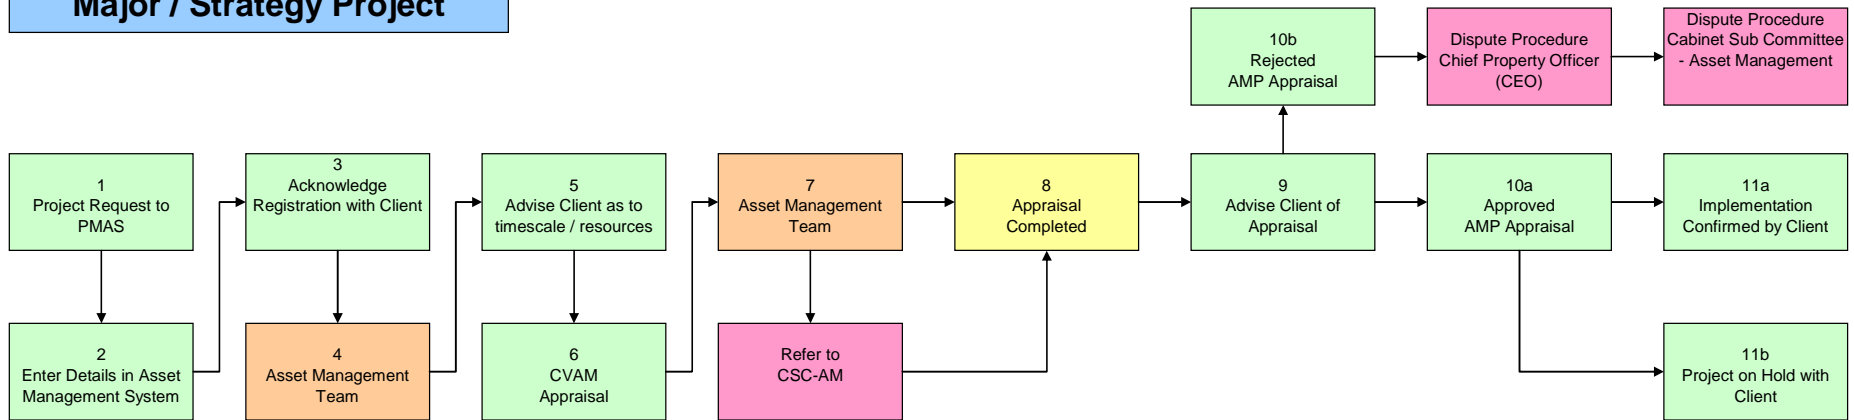 Major / Strategy Project
10b
Rejected
AMP Appraisal
Dispute Procedure
Chief Property Officer
(CEO)
Dispute Procedure
Cabinet Sub Committee
- Asset Management
1
Project Request to
PMAS
3
Acknowledge
Registration with Client
5
Advise Client as to
timescale / resources
7
Asset Management
Team
8
Appraisal
Completed
9
Advise Client of
Appraisal
10a
Approved
AMP Appraisal
11a
Implementation
Confirmed by Client
2
Enter Details in Asset
Management System
4
Asset Management
Team
6
CVAM
Appraisal
Refer to
CSC-AM
11b
Project on Hold with
Client